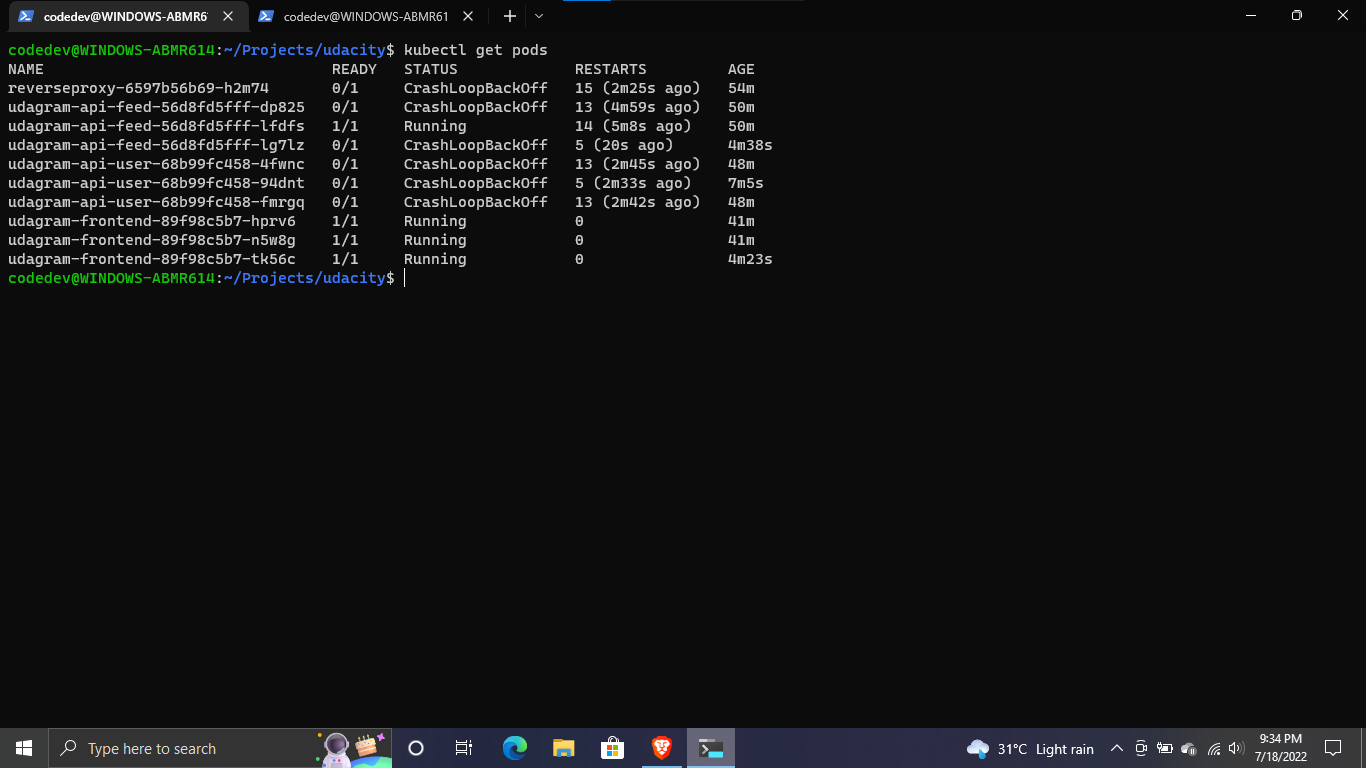 codedev@WINDOWS-ABMR6
codedev@WINDOWS-ABMR61
codedev@WINDOWS-ABMR614:~/Projects/udacity$ kubectl get pods
NAME READY STATUS RESTARTS AGE
reverseproxy-6597b56b69-h2m74 0/1 CrashLoopBackOff 15 (2m25s ago) 54m
udagram-api-feed-56d8fd5fff-dp825 0/1 CrashLoopBackOff 13 (4m59s ago) 50m
udagram-api-feed-56d8fd5fff-lfdfs 1/1 Running 14 (5m8s ago) 50m
udagram-api-feed-56d8fd5fff-lg7lz 0/1 CrashLoopBackOff 5 (20s ago) 4m38s
udagram-api-user-68b99fc458-4fwnc 0/1 CrashLoopBackOff 13 (2m45s ago) 48m
udagram-api-user-68b99fc458-94dnt 0/1 CrashLoopBackOff 5 (2m33s ago) 7m5s
udagram-api-user-68b99fc458-fmrgq 0/1 CrashLoopBackOff 13 (2m42s ago) 48m
udagram-frontend-89f98c5b7-hprv6 1/1 Running 0 41m
udagram-frontend-89f98c5b7-n5w8g 1/1 Running 0 41m
udagram-frontend-89f98c5b7-tk56c 1/1 Running 0 4m23s
codedev@WINDOWS-ABMR614:~/Projects/udacity$
Type here to search
31°C Light rain
9:34 PM
7/18/2022